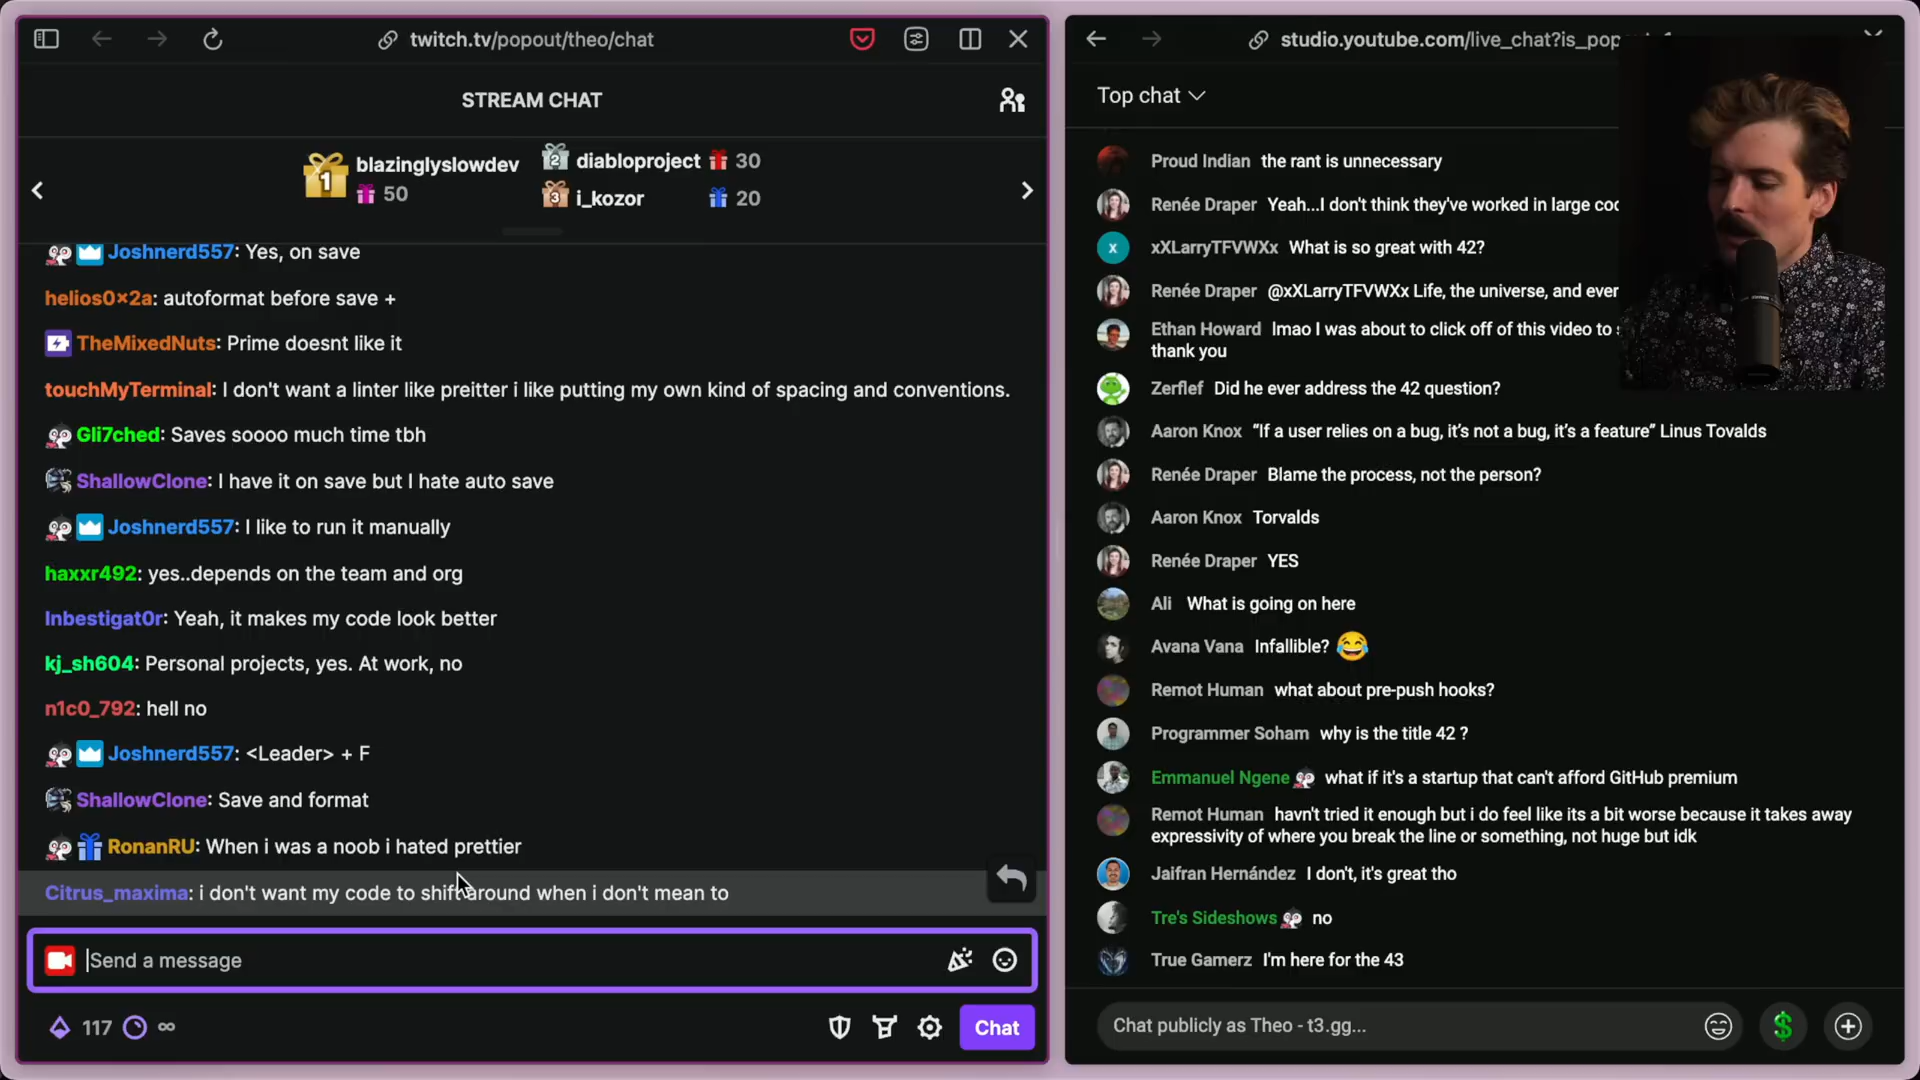 twitch.tv/popout/theo/chat
STREAM CHAT
1 blazinglyslowdev
50
2 diabloproject 30
3 i_kozor 20
Joshnerd557: Yes, on save
helios0x2a: autoformat before save +
TheMixedNuts: Prime doesnt like it
touchMyTerminal: I don't want a linter like preitter i like putting my own kind of spacing and conventions.
Gli7ched: Saves soooo much time tbh
ShallowClone: I have it on save but I hate auto save
Joshnerd557: I like to run it manually
haxxr492: yes..depends on the team and org
Inbestigat0r: Yeah, it makes my code look better
kj_sh604: Personal projects, yes. At work, no
n1c0_792: hell no
Joshnerd557: <Leader> + F
ShallowClone: Save and format
RonanRU: When i was a noob i hated prettier
Citrus_maxima: i don't want my code to shift around when i don't mean to
Send a message
117 ∞
Chat
studio.youtube.com/live_chat?is_pop
Top chat
Proud Indian the rant is unnecessary
Renée Draper Yeah...I don't think they've worked in large
xXLarryTFVWXx What is so great with 42?
Renée Draper @xXLarryTFVWXx Life, the universe, and
Ethan Howard lmao I was about to click off of this video to
thank you
Zerflef Did he ever address the 42 question?
Aaron Knox “If a user relies on a bug, it’s not a bug, it’s a feature” Linus Tovalds
Renée Draper Blame the process, not the person?
Aaron Knox Torvalds
Renée Draper YES
Ali What is going on here
Avana Vana Infallible? 😂
Remot Human what about pre-push hooks?
Programmer Soham why is the title 42 ?
Emmanuel Ngene what if it's a startup that can't afford GitHub premium
Remot Human havn't tried it enough but i do feel like its a bit worse because it takes away
expressivity of where you break the line or something, not huge but idk
Jaifran Hernández I don't, it's great tho
Tre's Sideshows no
True Gamerz I'm here for the 43
Chat publicly as Theo - t3.gg...